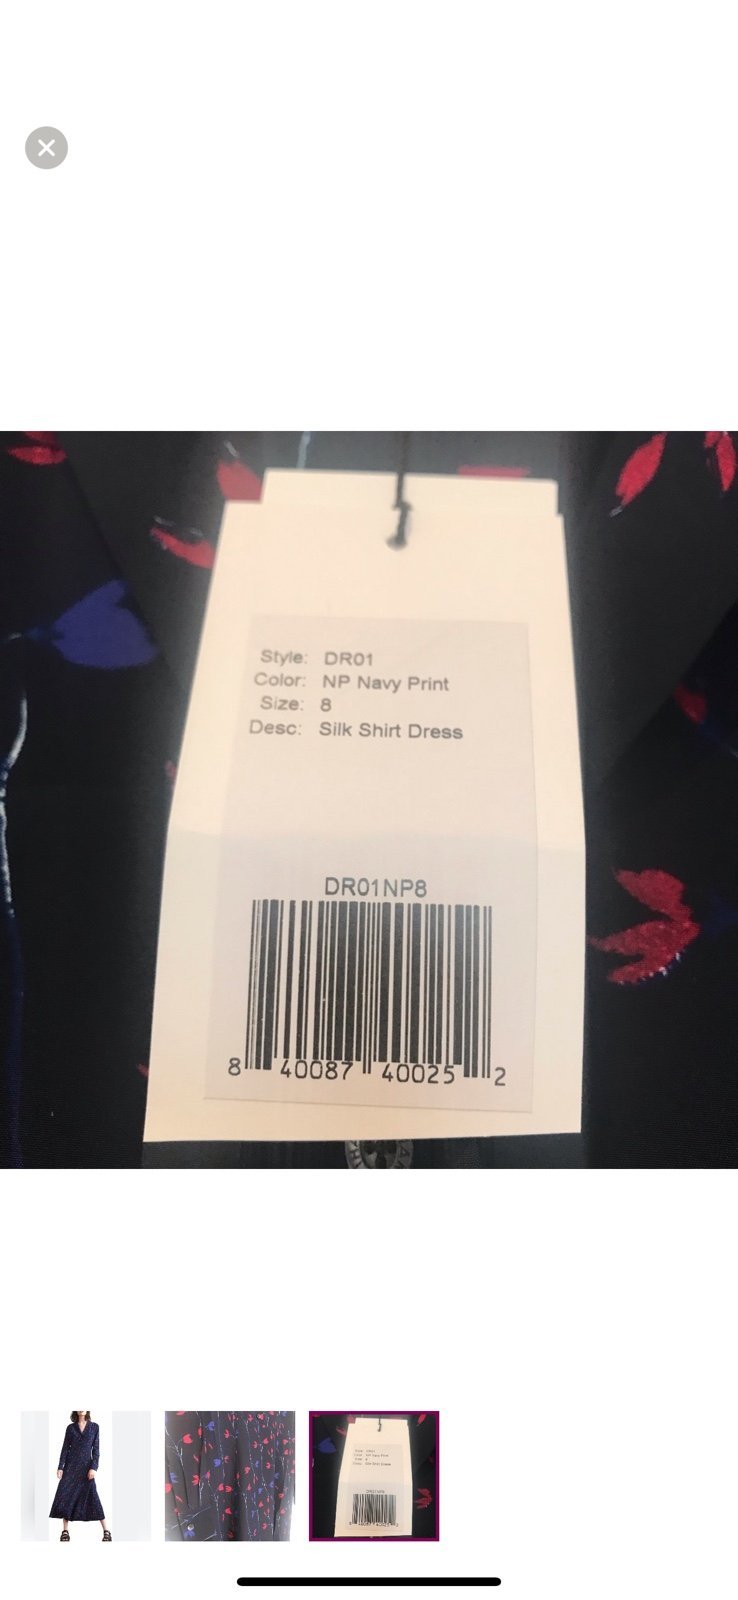 Style: DR01
Color: NP Navy Print
Size: 8
Desc: Silk Shirt Dress
DR01NP8
8 40087 40025 2